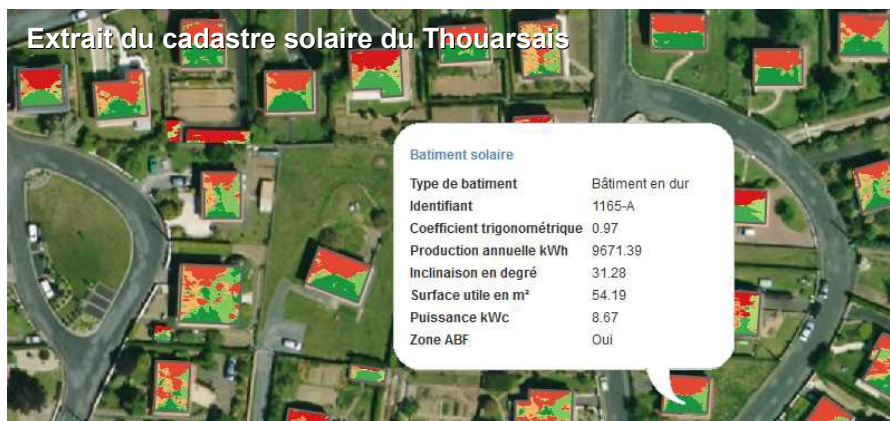 Extrait du cadastre solaire du Thouarsais
Batiment solaire
Type de batiment Bâtiment en dur
Identifiant 1165-A
Coefficient trigonométrique 0.97
Production annuelle kWh 9671.39
Inclinaison en degré 31.28
Surface utile en m² 54.19
Puissance kWc 8.67
Zone ABF Oui